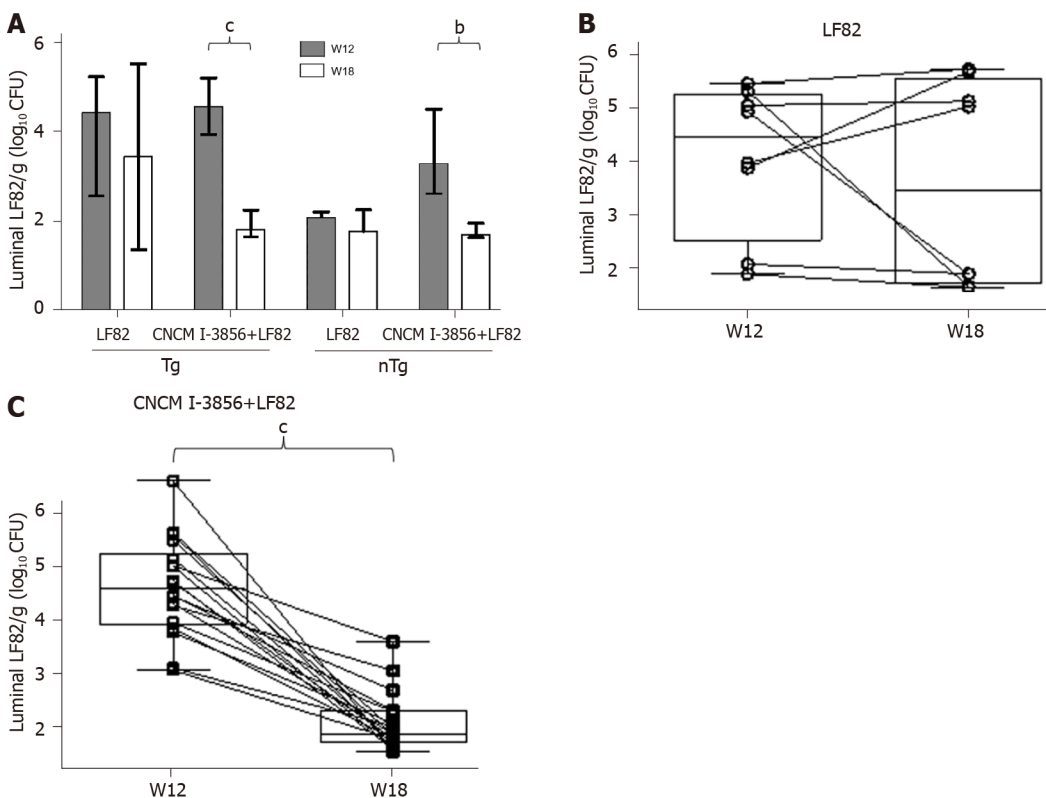 A
c
b
W12
W18
6
4
2
0
Luminal LF82/g (log₁₀ CFU)
LF82 CNCM I-3856+LF82 LF82 CNCM I-3856+LF82
Tg nTg
B
LF82
6
5
4
3
2
Luminal LF82/g (log₁₀ CFU)
W12 W18
C
CNCM I-3856+LF82
c
6
5
4
3
2
Luminal LF82/g (log₁₀ CFU)
W12 W18